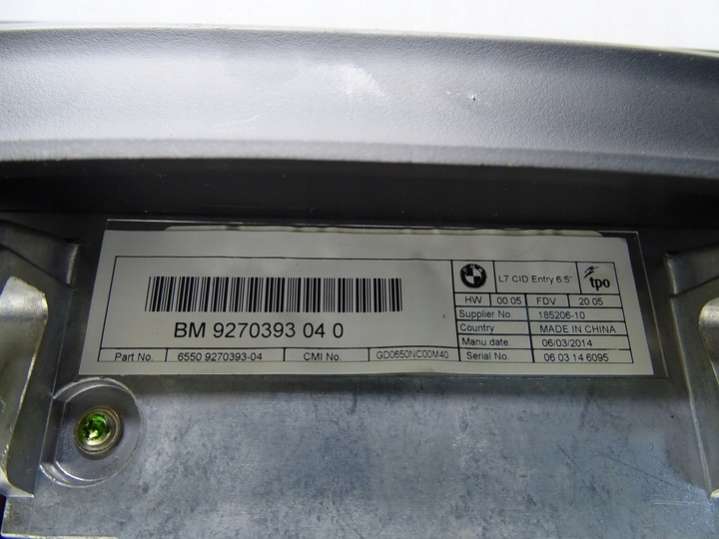 BM 9270393 04 0
Part No. 6550 9270393-04 CMI No. GD0650NC00M40
L7 CID Entry 6.5" tpo
HW 00.05 FDV 20.05
Supplier No 185206-10
Country MADE IN CHINA
Manu date 06/03/2014
Serial No. 06 03 14 6095